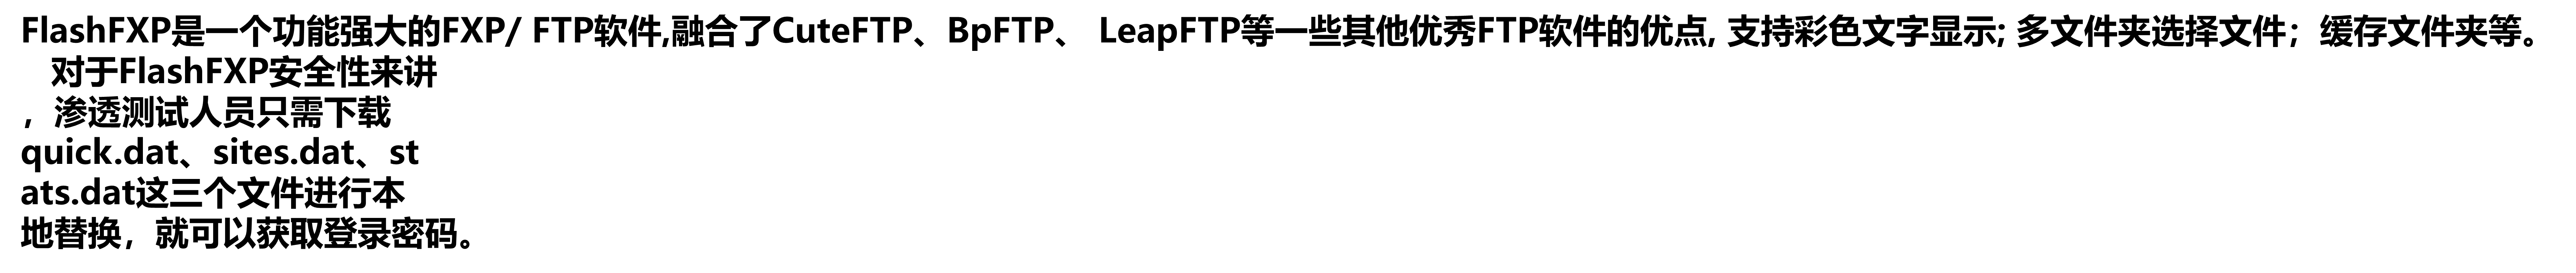 FlashFXP是一个功能强大的FXP/ FTP软件,融合了CuteFTP、BpFTP、 LeapFTP等一些其他优秀FTP软件的优点, 支持彩色文字显示; 多文件夹选择文件；缓存文件夹等。
对于FlashFXP安全性来讲
，渗透测试人员只需下载
quick.dat、sites.dat、st
ats.dat这三个文件进行本
地替换，就可以获取登录密码。